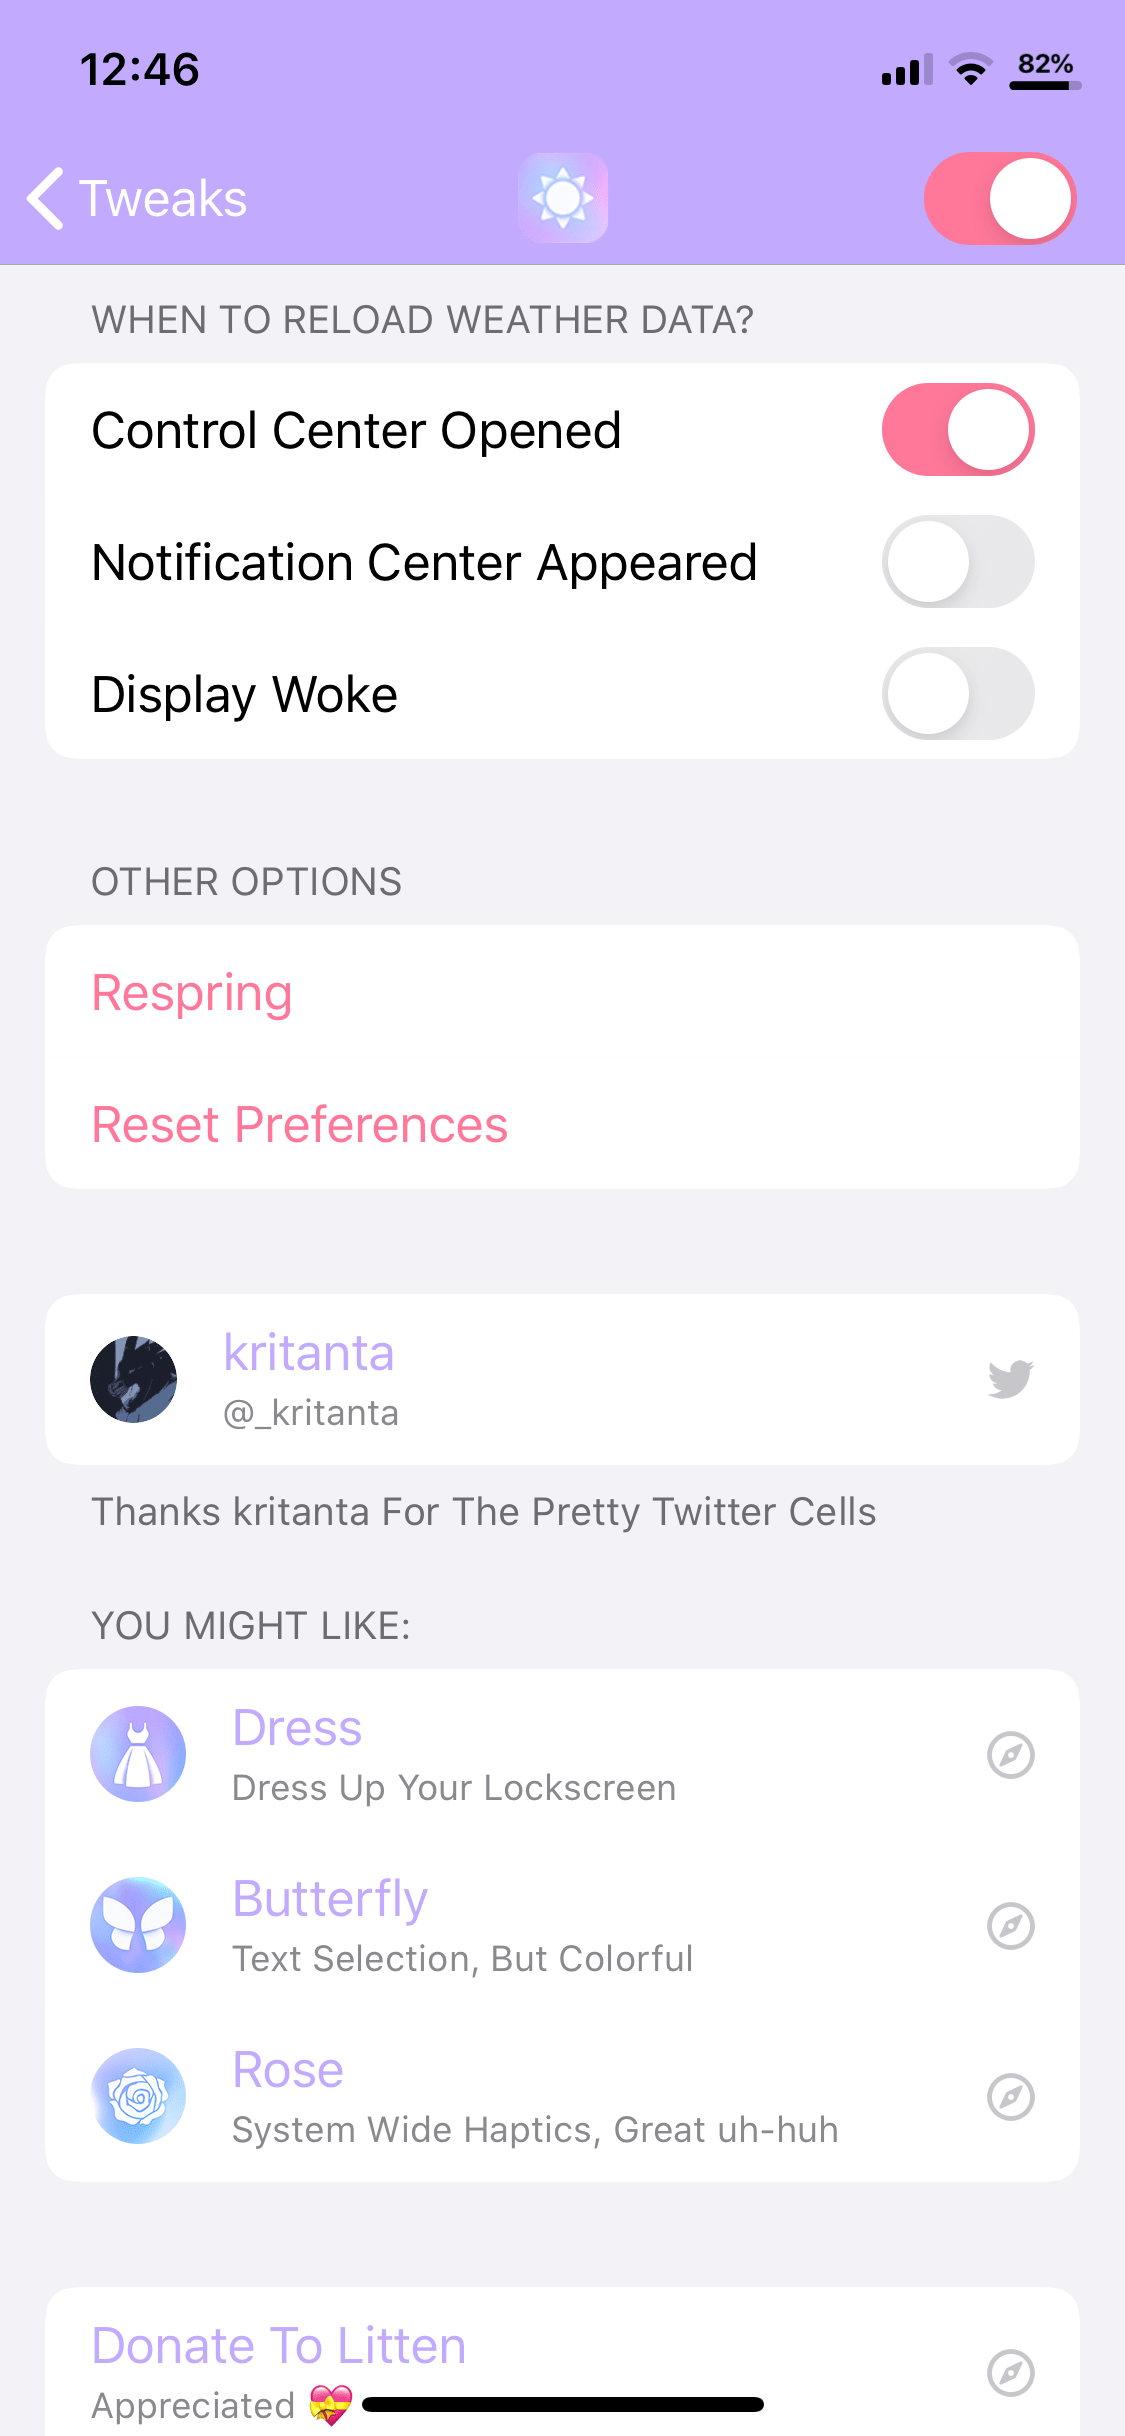 12:46
82%
Tweaks
WHEN TO RELOAD WEATHER DATA?
Control Center Opened
Notification Center Appeared
Display Woke
OTHER OPTIONS
Respring
Reset Preferences
kritanta
@_kritanta
Thanks kritanta For The Pretty Twitter Cells
YOU MIGHT LIKE:
Dress
Dress Up Your Lockscreen
Butterfly
Text Selection, But Colorful
Rose
System Wide Haptics, Great uh-huh
Donate To Litten
Appreciated 💝